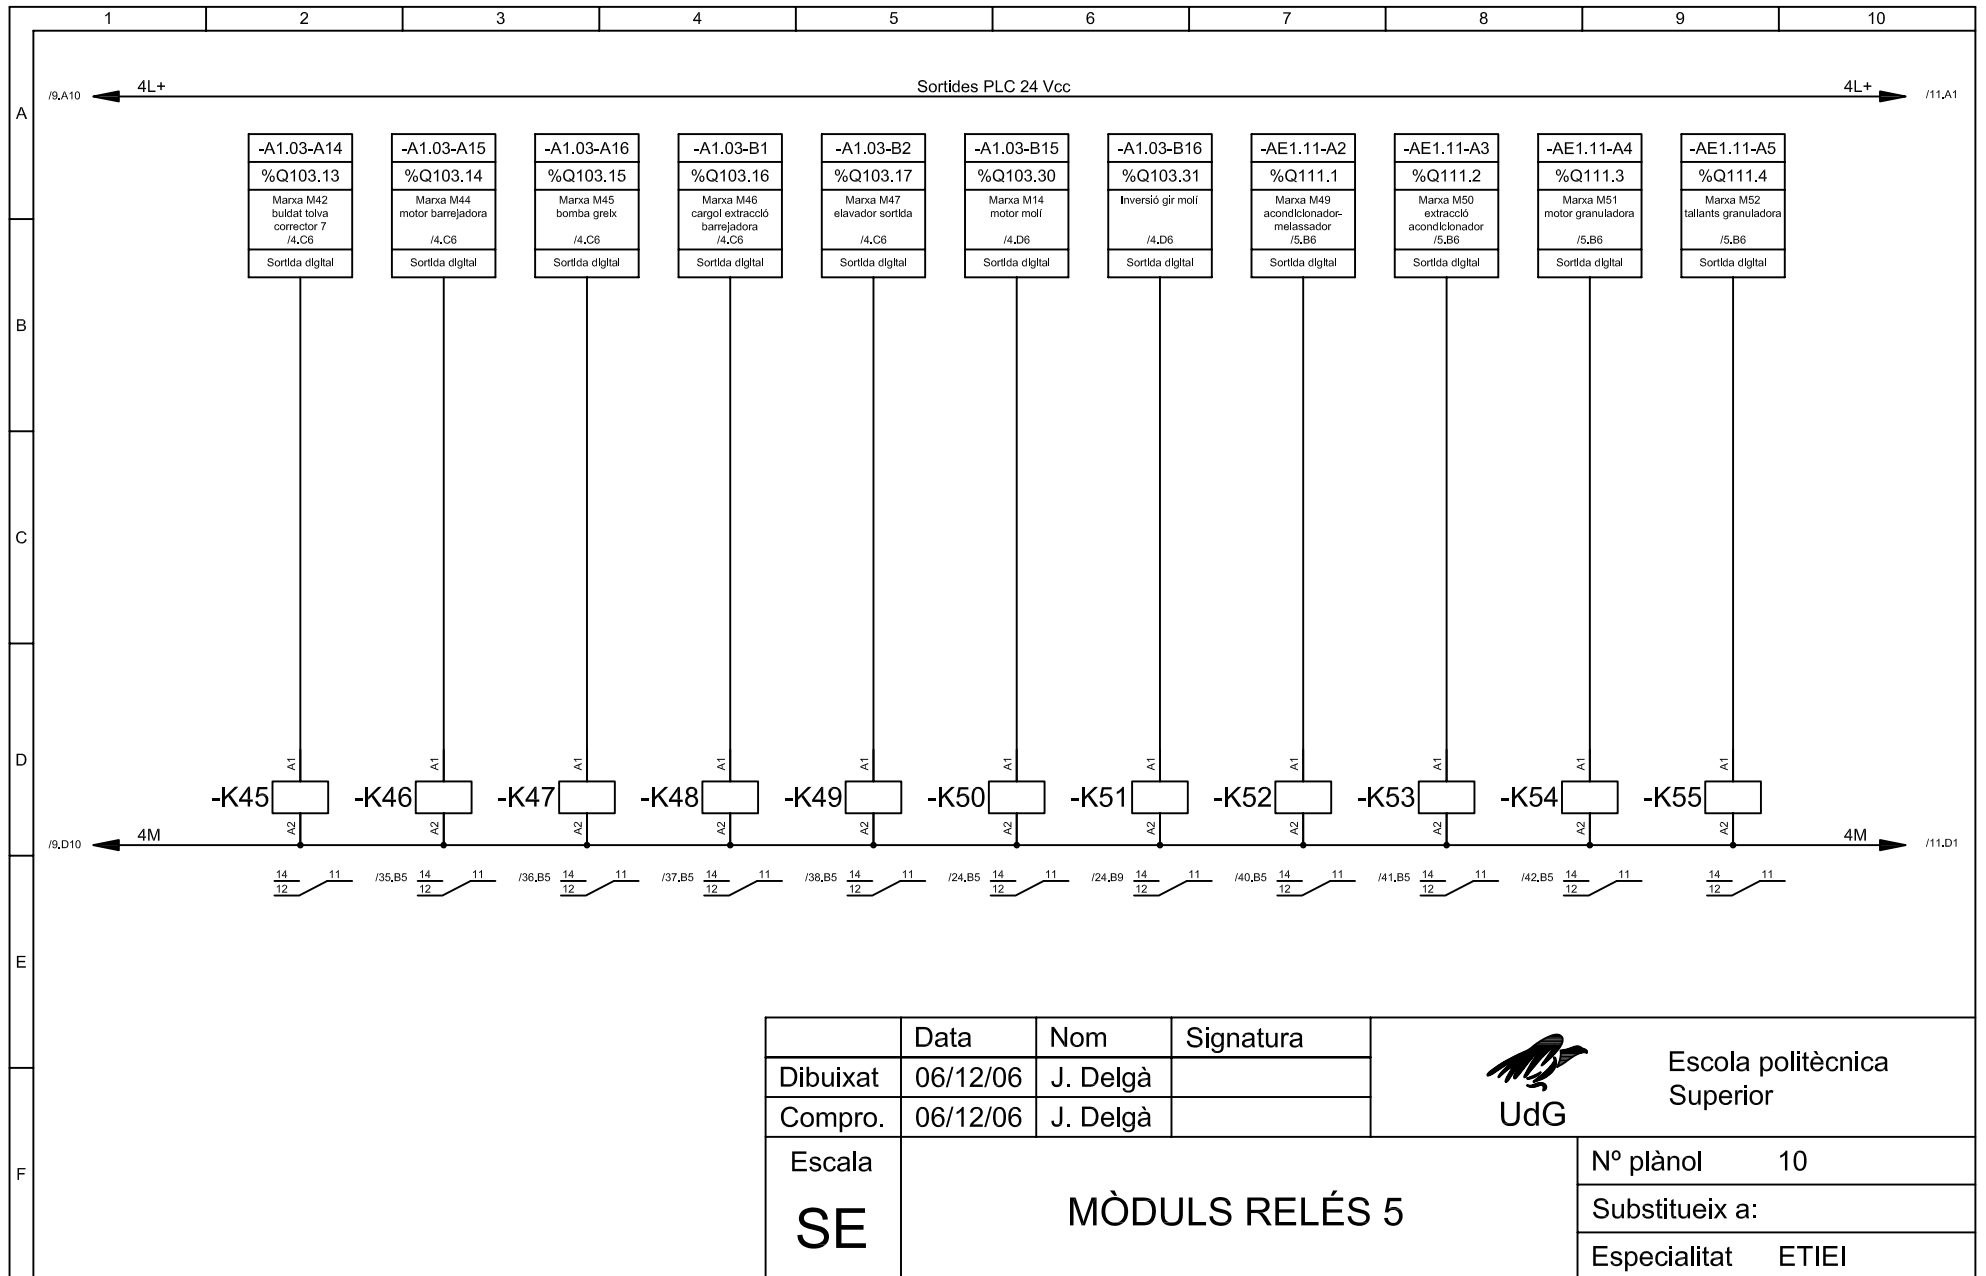 1 2 3 4 5 6 7 8 9 10
A
B
C
D
E
F
/9.A10 4L+ Sortides PLC 24 Vcc 4L+ /11.A1
-A1.03-A14
%Q103.13
Marxa M42
buidat tolva
corrector 7
/4.C6
Sortida digital
-A1.03-A15
%Q103.14
Marxa M44
motor barrejadora
/4.C6
Sortida digital
-A1.03-A16
%Q103.15
Marxa M45
bomba greix
/4.C6
Sortida digital
-A1.03-B1
%Q103.16
Marxa M46
cargol extracció
barrejadora
/4.C6
Sortida digital
-A1.03-B2
%Q103.17
Marxa M47
elavador sortida
/4.C6
Sortida digital
-A1.03-B15
%Q103.30
Marxa M14
motor molí
/4.D6
Sortida digital
-A1.03-B16
%Q103.31
Inversió gir molí
/4.D6
Sortida digital
-AE1.11-A2
%Q111.1
Marxa M49
acondicionador-
melassador
/5.B6
Sortida digital
-AE1.11-A3
%Q111.2
Marxa M50
extracció
acondicionador
/5.B6
Sortida digital
-AE1.11-A4
%Q111.3
Marxa M51
motor granuladora
/5.B6
Sortida digital
-AE1.11-A5
%Q111.4
Marxa M52
tallants granuladora
/5.B6
Sortida digital
A1 A1 A1 A1 A1 A1 A1 A1 A1 A1 A1
-K45 -K46 -K47 -K48 -K49 -K50 -K51 -K52 -K53 -K54 -K55
A2 A2 A2 A2 A2 A2 A2 A2 A2 A2 A2
/9.D10 4M 4M /11.D1
14 11 /35.B5 14 11 /36.B5 14 11 /37.B5 14 11 /38.B5 14 11 /24.B5 14 11 /24.B9 14 11 /40.B5 14 11 /41.B5 14 11 /42.B5 14 11 14 11
12 12 12 12 12 12 12 12 12 12 12
Data Nom Signatura
Dibuixat 06/12/06 J. Delgà
Compro. 06/12/06 J. Delgà
UdG
Escola politècnica
Superior
Escala
SE
MÒDULS RELÉS 5
Nº plànol 10
Substitueix a:
Especialitat ETIEI